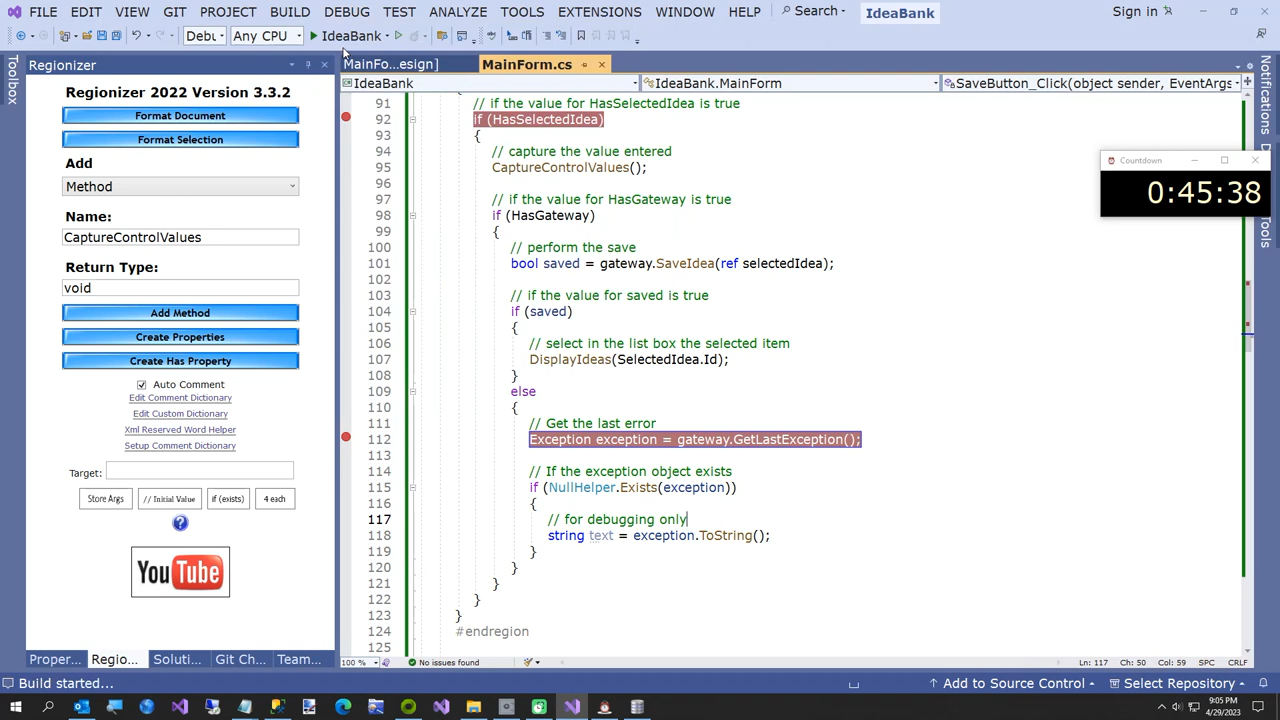 FILE EDIT VIEW GIT PROJECT BUILD DEBUG TEST ANALYZE TOOLS EXTENSIONS WINDOW HELP Search IdeaBank Sign in
Debu Any CPU IdeaBank
Toolbox
Regionizer
Regionizer 2022 Version 3.3.2
Format Document
Format Selection
Add
Method
Name:
CaptureControlValues
Return Type:
void
Add Method
Create Properties
Create Has Property
Auto Comment
Edit Comment Dictionary
Edit Custom Dictionary
Xml Reserved Word Helper
Setup Comment Dictionary
Target:
Store Args // Initial Value if (exists) 4 each
YouTube
Proper... Regio... Soluti... Git Ch... Team...
MainFo...esign] MainForm.cs
IdeaBank IdeaBank.MainForm SaveButton_Click(object sender, EventArgs
91 // if the value for HasSelectedIdea is true
92 if (HasSelectedIdea)
93 {
94 // capture the value entered
95 CaptureControlValues();
96
97 // if the value for HasGateway is true
98 if (HasGateway)
99 {
100 // perform the save
101 bool saved = gateway.SaveIdea(ref selectedIdea);
102
103 // if the value for saved is true
104 if (saved)
105 {
106 // select in the list box the selected item
107 DisplayIdeas(SelectedIdea.Id);
108 }
109 else
110 {
111 // Get the last error
112 Exception exception = gateway.GetLastException();
113
114 // If the exception object exists
115 if (NullHelper.Exists(exception))
116 {
117 // for debugging only
118 string text = exception.ToString();
119 }
120 }
121 }
122 }
123 }
124 #endregion
125
100 % No issues found Ln: 117 Ch: 50 Col: 59 SPC CRLF
Countdown
0:45:38
Notifications
Build started... Add to Source Control Select Repository
9:05 PM
4/29/2023